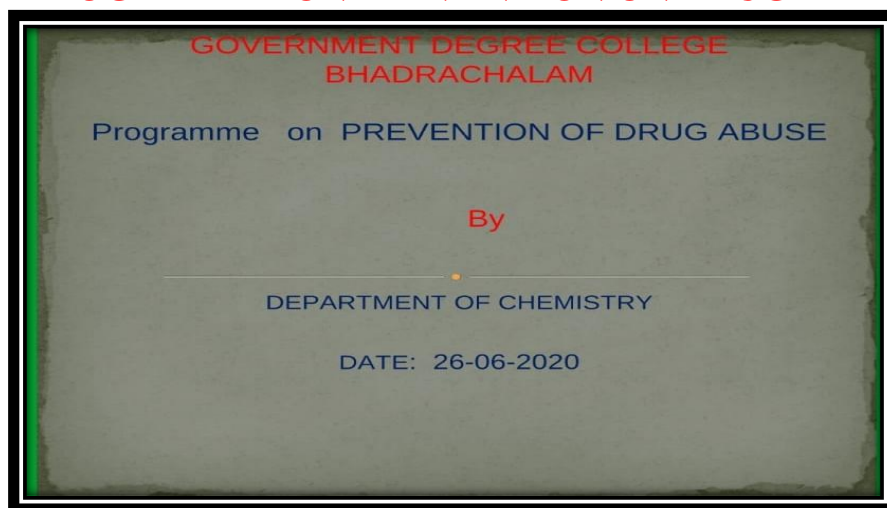 GOVERNMENT DEGREE COLLEGE
BHADRACHALAM
Programme on PREVENTION OF DRUG ABUSE
By
DEPARTMENT OF CHEMISTRY
DATE: 26-06-2020